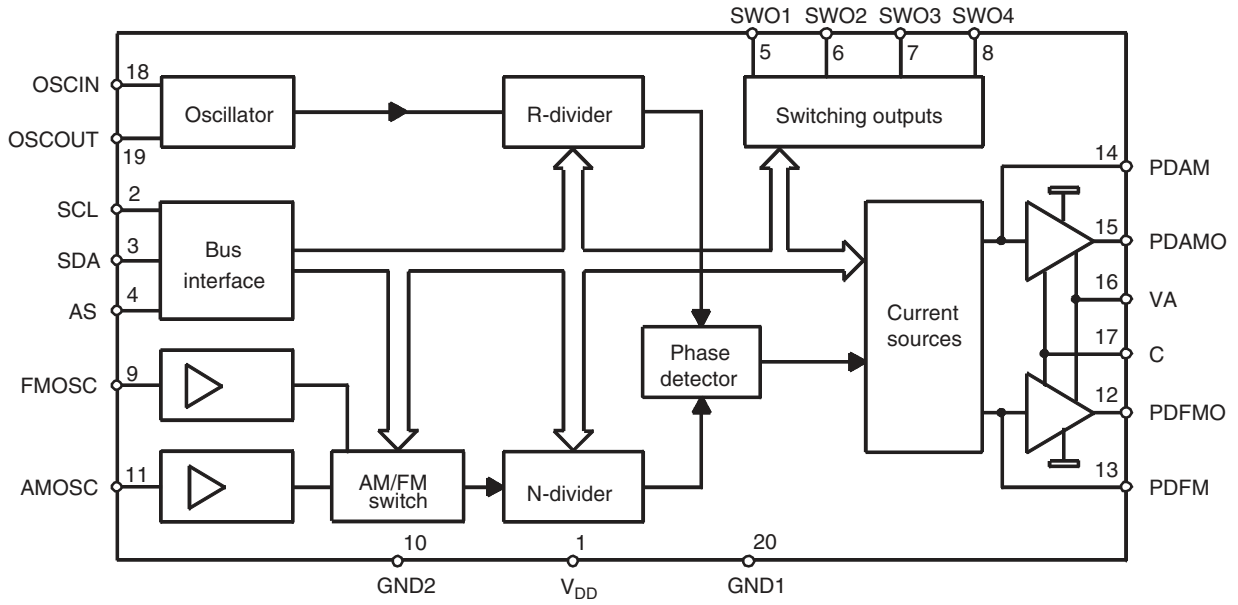 SWO1 SWO2 SWO3 SWO4
5 6 7 8
OSCIN 18
OSCOUT 19
Oscillator
R-divider
Switching outputs
SCL 2
SDA 3
AS 4
Bus
interface
FMOSC 9
AMOSC 11
AM/FM
switch
N-divider
Phase
detector
Current
sources
14 PDAM
15 PDAMO
16 VA
17 C
12 PDFMO
13 PDFM
10 1 20
GND2 VDD GND1